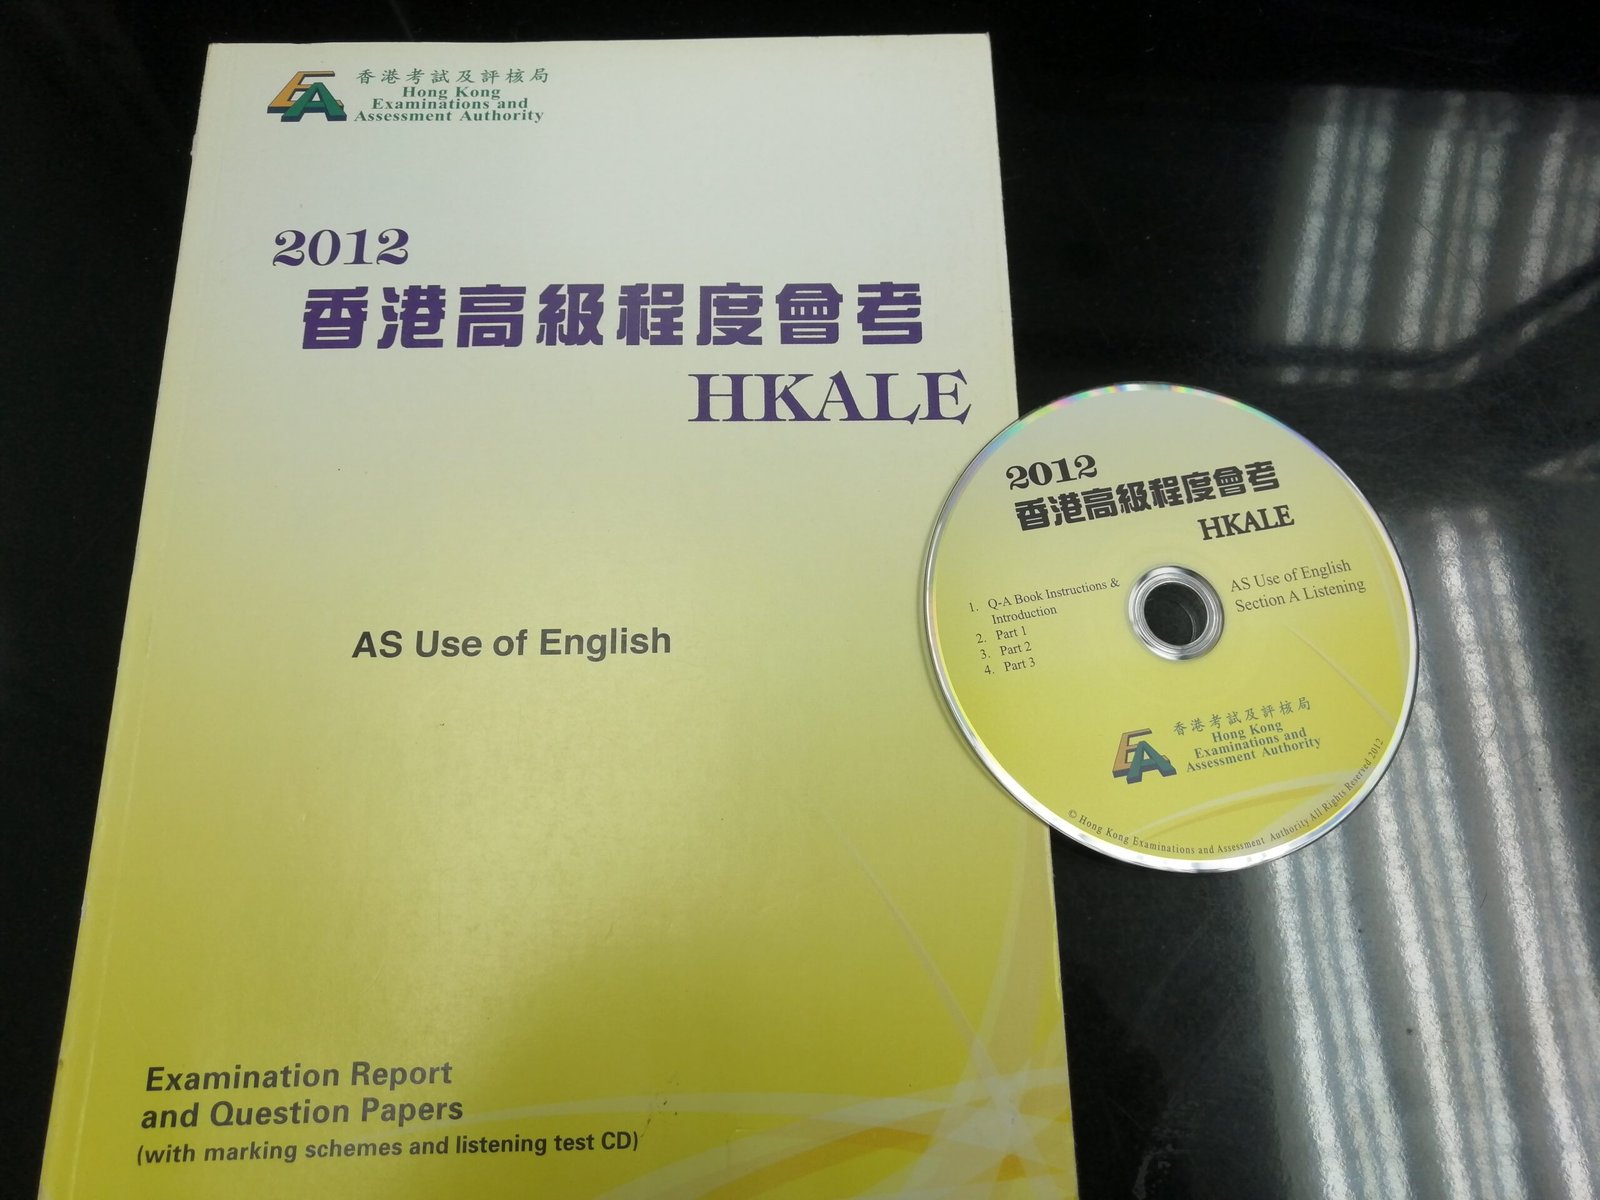 香港考試及評核局
Hong Kong
Examinations and
Assessment Authority
2012
香港高級程度會考
HKALE
AS Use of English
Examination Report
and Question Papers
(with marking schemes and listening test CD)
2012
香港高級程度會考
HKALE
1. Q-A Book Instructions &
Introduction
2. Part 1
3. Part 2
4. Part 3
AS Use of English
Section A Listening
香港考試及評核局
Hong Kong
Examinations and
Assessment Authority
© Hong Kong Examinations and Assessment Authority All Rights Reserved 2012
EA
EA